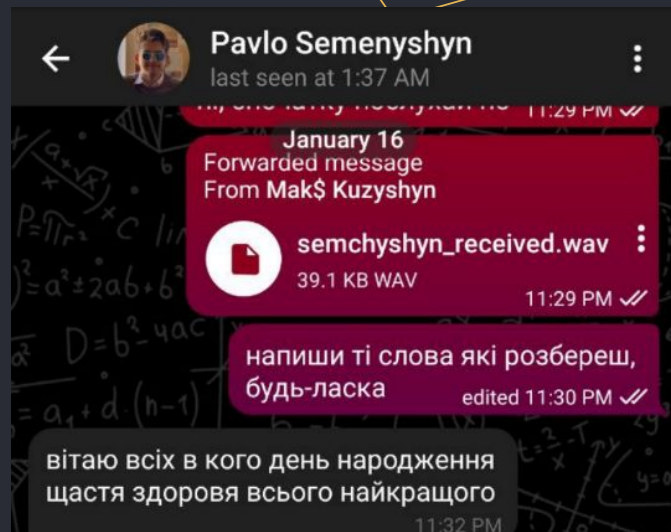 Pavlo Semenyshyn
last seen at 1:37 AM
11:29 PM
January 16
Forwarded message
From Mak$ Kuzyshyn
semchyshyn_received.wav
39.1 KB WAV
11:29 PM
напиши ті слова які розбереш,
будь-ласка edited 11:30 PM
вітаю всіх в кого день народження
щастя здоровя всього найкращого
11:32 PM